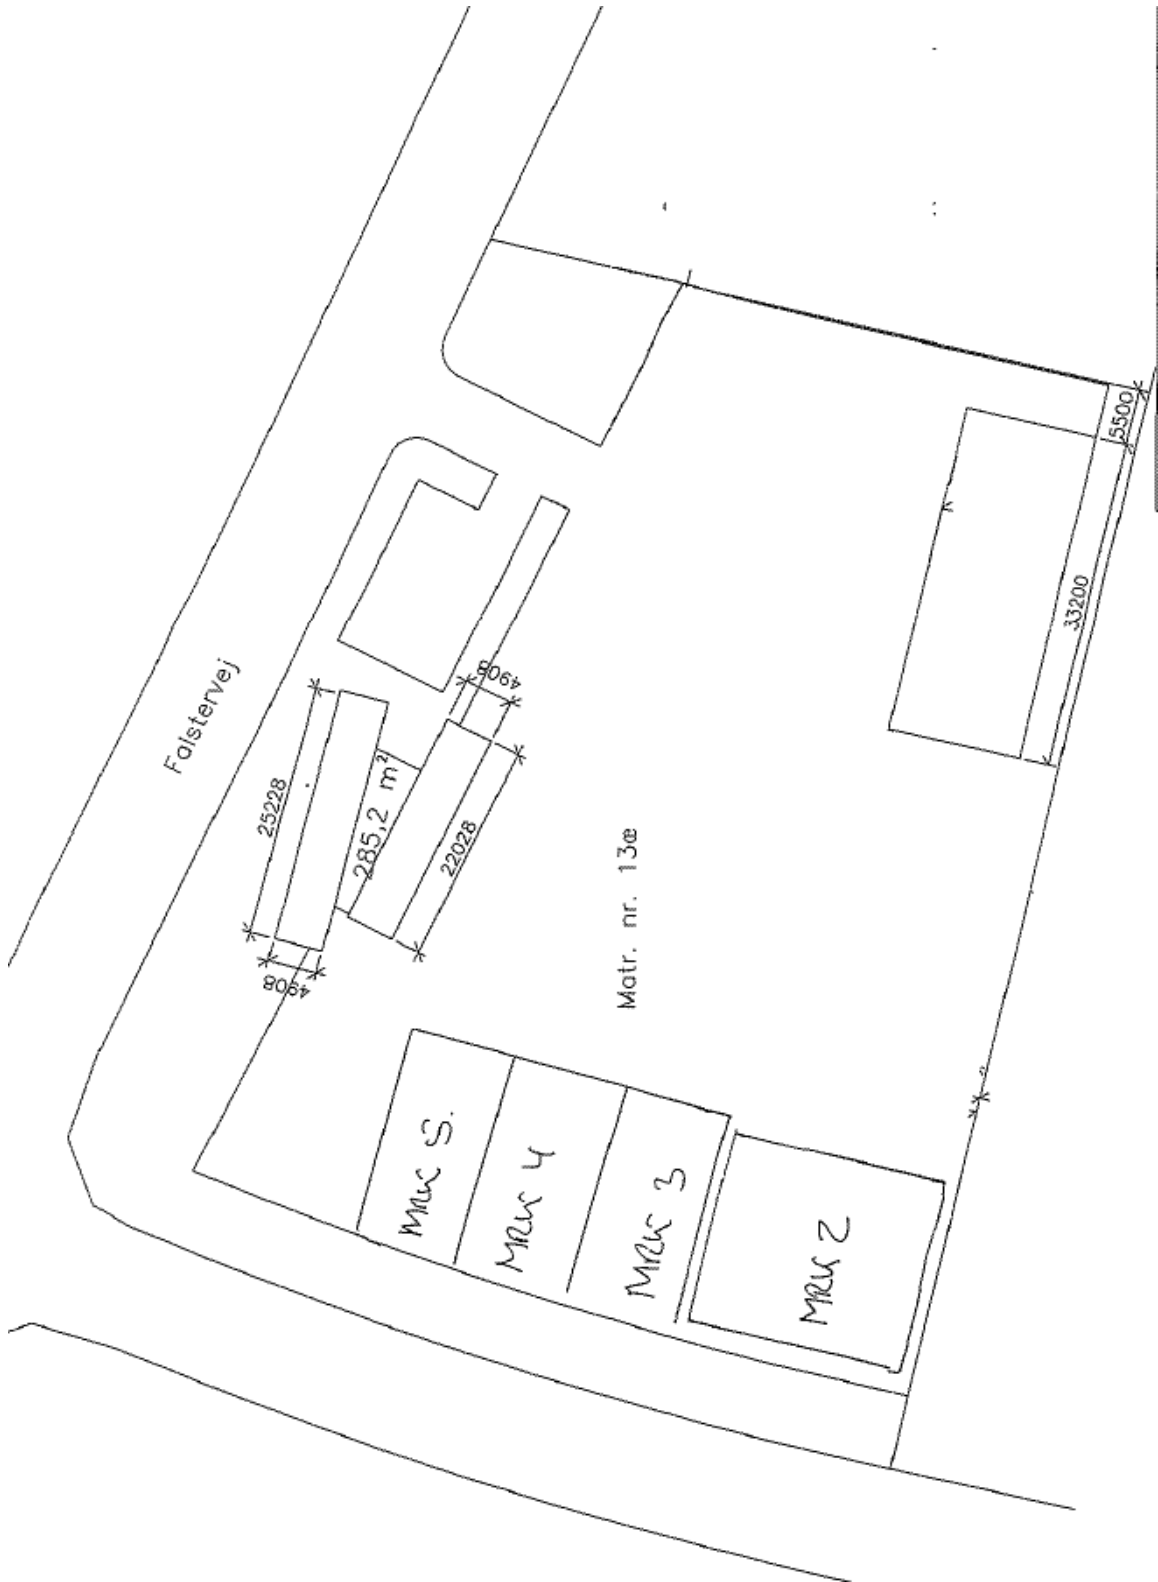 5500
33200
4908
Falstervej
25228
285,2 m²
22028
Matr. nr. 13æ
4908
MRK 5.
MRK 4
MRK 3
MRK 2